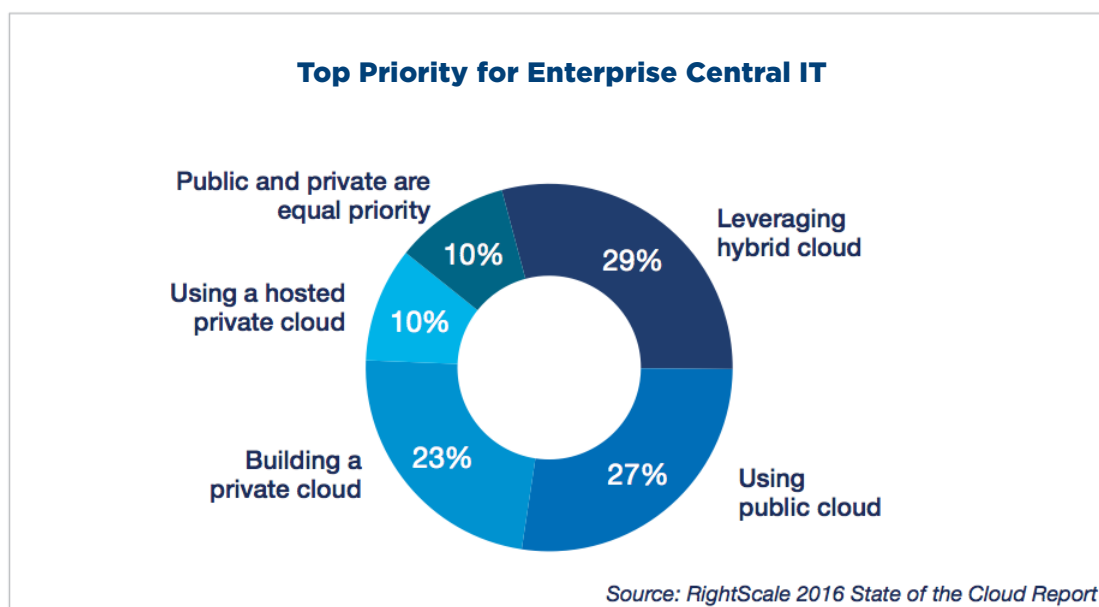 Top Priority for Enterprise Central IT
Public and private are
equal priority
10%
29%
Leveraging
hybrid cloud
Using a hosted
private cloud
10%
Building a
private cloud
23%
27%
Using
public cloud
Source: RightScale 2016 State of the Cloud Report